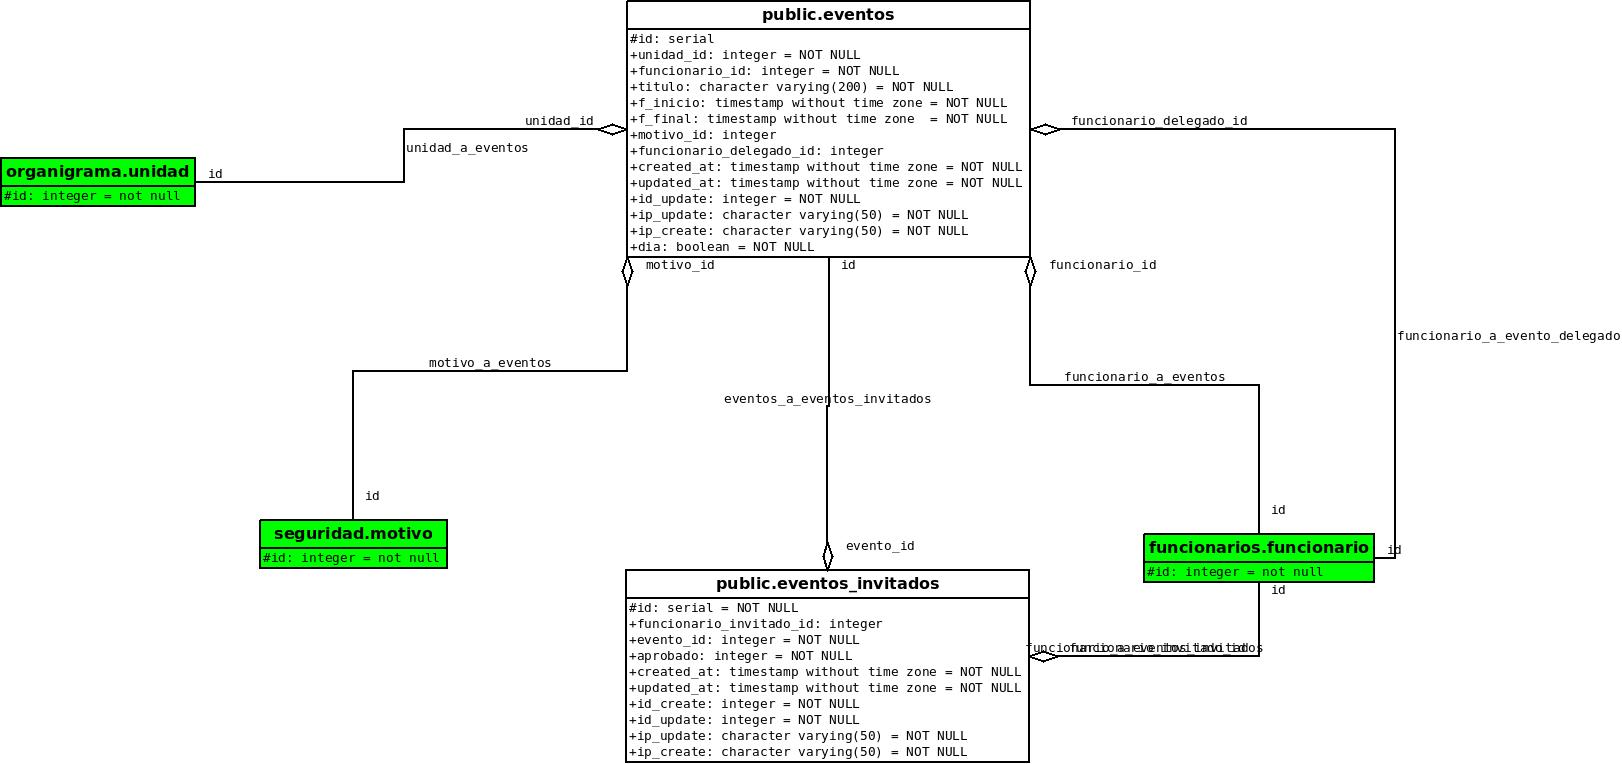 public.eventos
#id: serial
+unidad_id: integer = NOT NULL
+funcionario_id: integer = NOT NULL
+titulo: character varying(200) = NOT NULL
+f_inicio: timestamp without time zone = NOT NULL
+f_final: timestamp without time zone  = NOT NULL
+motivo_id: integer
+funcionario_delegado_id: integer
+created_at: timestamp without time zone = NOT NULL
+updated_at: timestamp without time zone = NOT NULL
+id_update: integer = NOT NULL
+ip_update: character varying(50) = NOT NULL
+ip_create: character varying(50) = NOT NULL
+dia: boolean = NOT NULL
unidad_id
unidad_a_eventos
id
organigrama.unidad
#id: integer = not null
funcionario_delegado_id
funcionario_a_evento_delegado
id
motivo_id
motivo_a_eventos
id
seguridad.motivo
#id: integer = not null
id
eventos_a_eventos_invitados
evento_id
funcionario_id
funcionario_a_eventos
id
funcionarios.funcionario
#id: integer = not null
id
public.eventos_invitados
#id: serial = NOT NULL
+funcionario_invitado_id: integer
+evento_id: integer = NOT NULL
+aprobado: integer = NOT NULL
+created_at: timestamp without time zone = NOT NULL
+updated_at: timestamp without time zone = NOT NULL
+id_create: integer = NOT NULL
+id_update: integer = NOT NULL
+ip_update: character varying(50) = NOT NULL
+ip_create: character varying(50) = NOT NULL